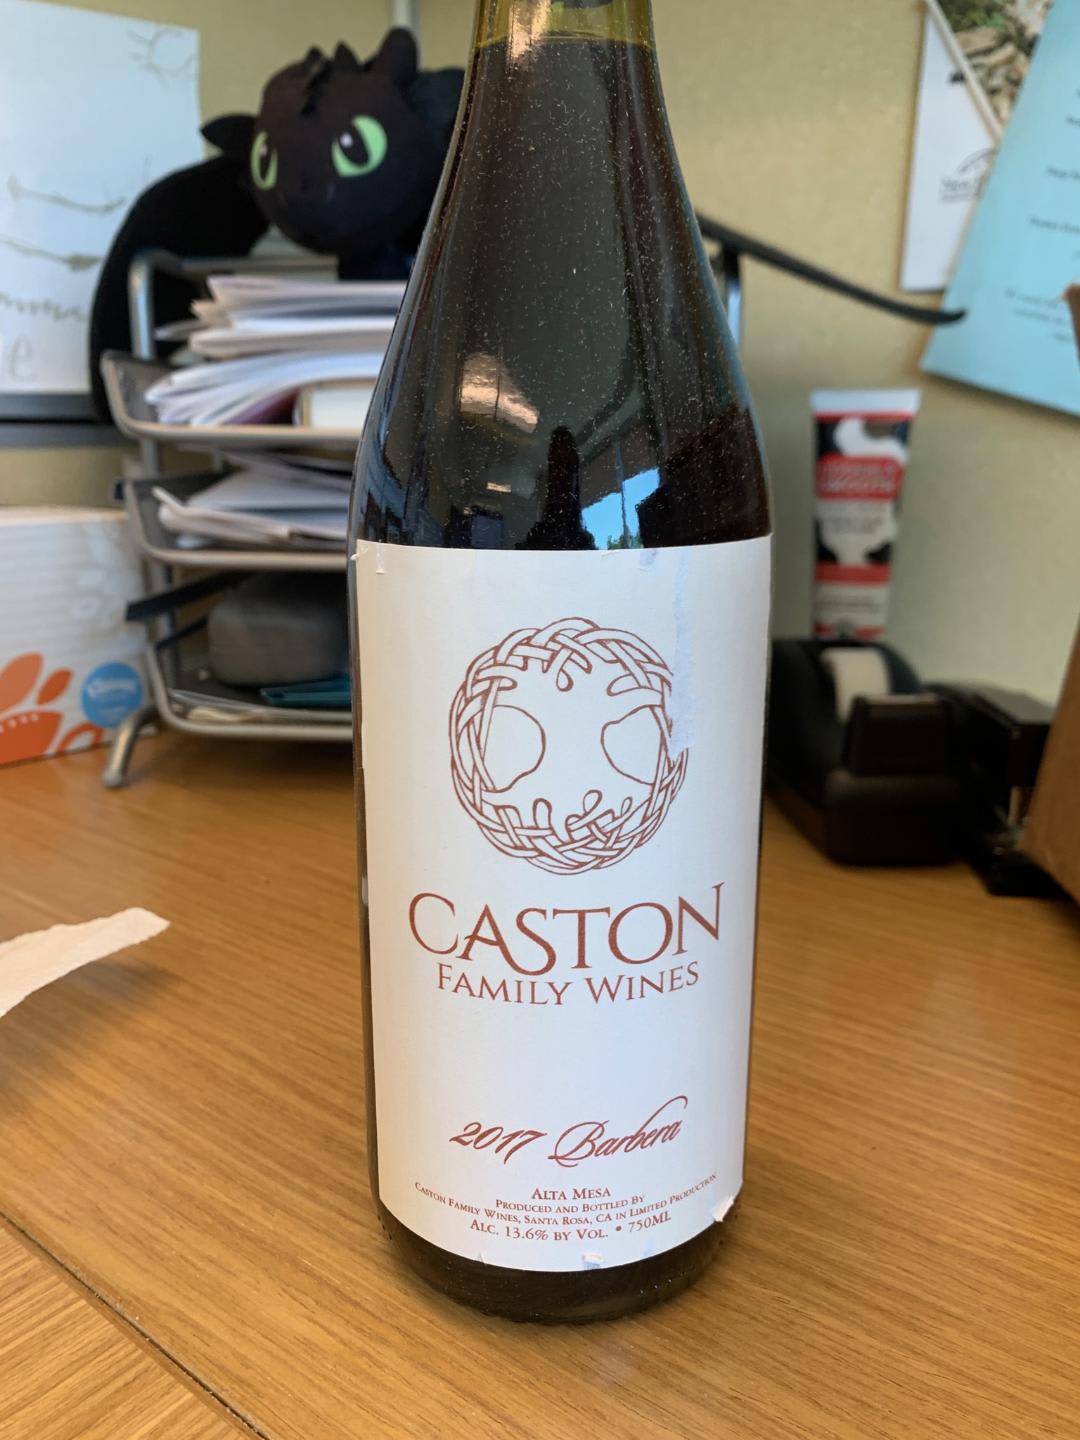 CASTON
FAMILY WINES
2017 Barbera
ALTA MESA
PRODUCED AND BOTTLED BY
CASTON FAMILY WINES, SANTA ROSA, CA IN LIMITED PRODUCTION
ALC. 13.6% BY VOL. • 750ML
Kleenex